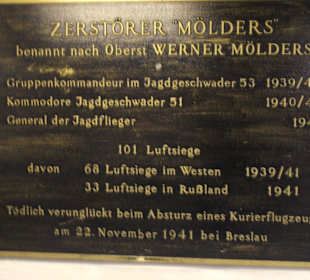 ZERSTÖRER "MÖLDERS"
benannt nach Oberst WERNER MÖLDERS
Gruppenkommandeur im Jagdgeschwader 53 1939/4
Kommodore Jagdgeschwader 51 1940/4
General der Jagdflieger 194
101 Luftsiege
davon 68 Luftsiege im Westen 1939/41
33 Luftsiege in Rußland 1941
Tödlich verunglückt beim Absturz eines Kurierflugzeu
am 22. November 1941 bei Breslau